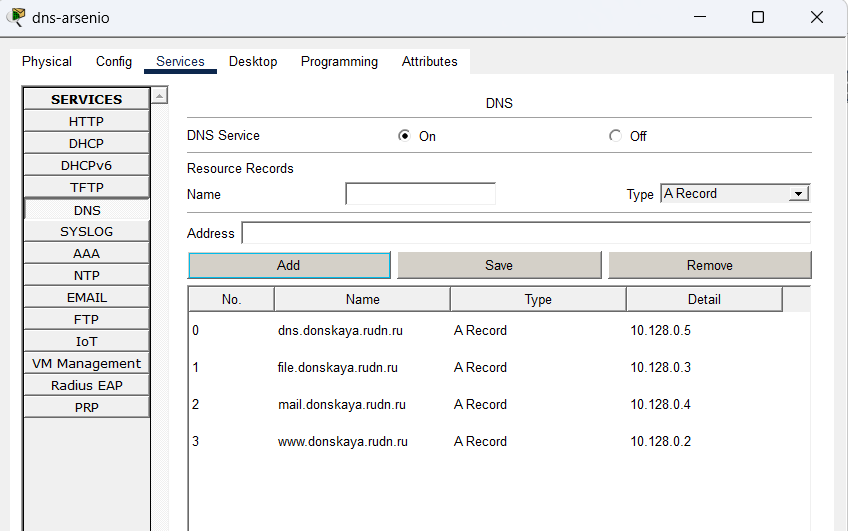 dns-arsenio
Physical Config Services Desktop Programming Attributes
SERVICES
HTTP
DHCP
DHCPv6
TFTP
DNS
SYSLOG
AAA
NTP
EMAIL
FTP
IoT
VM Management
Radius EAP
PRP
DNS
DNS Service On Off
Resource Records
Name Type A Record
Address
Add Save Remove
No. Name Type Detail
0 dns.donskaya.rudn.ru A Record 10.128.0.5
1 file.donskaya.rudn.ru A Record 10.128.0.3
2 mail.donskaya.rudn.ru A Record 10.128.0.4
3 www.donskaya.rudn.ru A Record 10.128.0.2